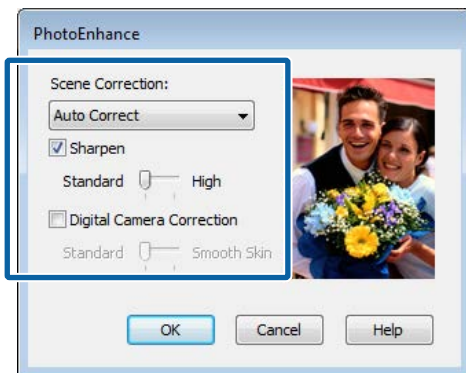 PhotoEnhance
Scene Correction:
Auto Correct
Sharpen
Standard High
Digital Camera Correction
Standard Smooth Skin
OK Cancel Help